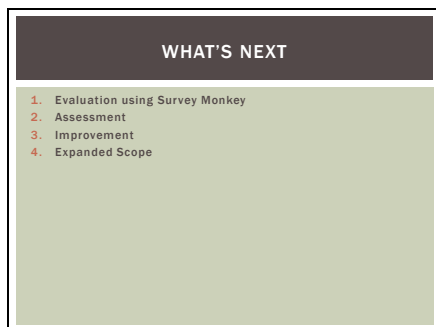 WHAT'S NEXT
1. Evaluation using Survey Monkey
2. Assessment
3. Improvement
4. Expanded Scope